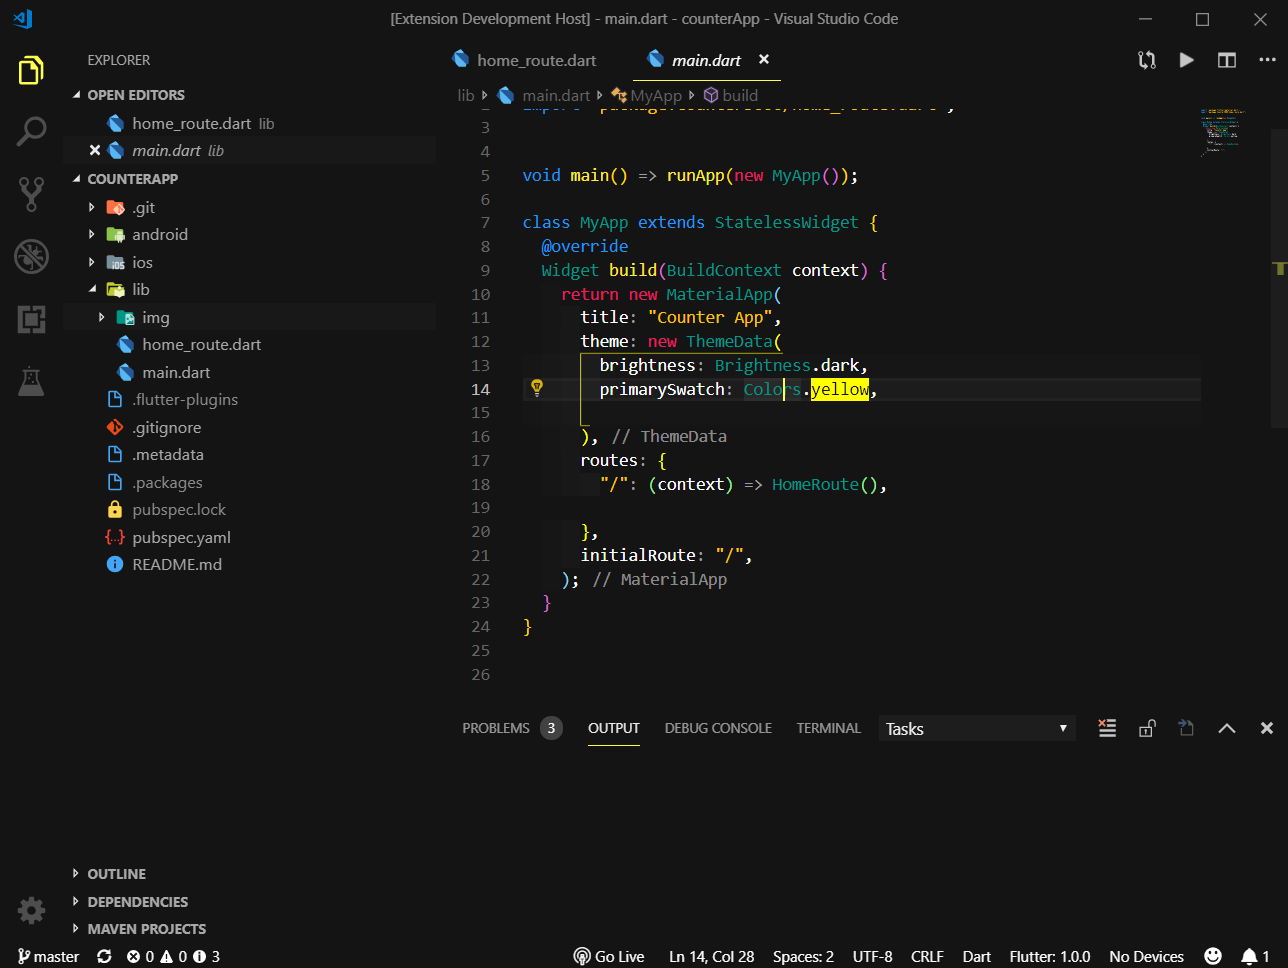 [Extension Development Host] - main.dart - counterApp - Visual Studio Code
EXPLORER
OPEN EDITORS
home_route.dart lib
main.dart lib
COUNTERAPP
.git
android
ios
lib
img
home_route.dart
main.dart
.flutter-plugins
.gitignore
.metadata
.packages
pubspec.lock
pubspec.yaml
README.md
OUTLINE
DEPENDENCIES
MAVEN PROJECTS
home_route.dart main.dart
lib main.dart MyApp build
3
4
5 void main() => runApp(new MyApp());
6
7 class MyApp extends StatelessWidget {
8 @override
9 Widget build(BuildContext context) {
10 return new MaterialApp(
11 title: "Counter App",
12 theme: new ThemeData(
13 brightness: Brightness.dark,
14 primarySwatch: Colors.yellow,
15
16 ), // ThemeData
17 routes: {
18 "/": (context) => HomeRoute(),
19
20 },
21 initialRoute: "/",
22 ); // MaterialApp
23 }
24 }
25
26
PROBLEMS 3 OUTPUT DEBUG CONSOLE TERMINAL Tasks
master 0 0 3 Go Live Ln 14, Col 28 Spaces: 2 UTF-8 CRLF Dart Flutter: 1.0.0 No Devices 1